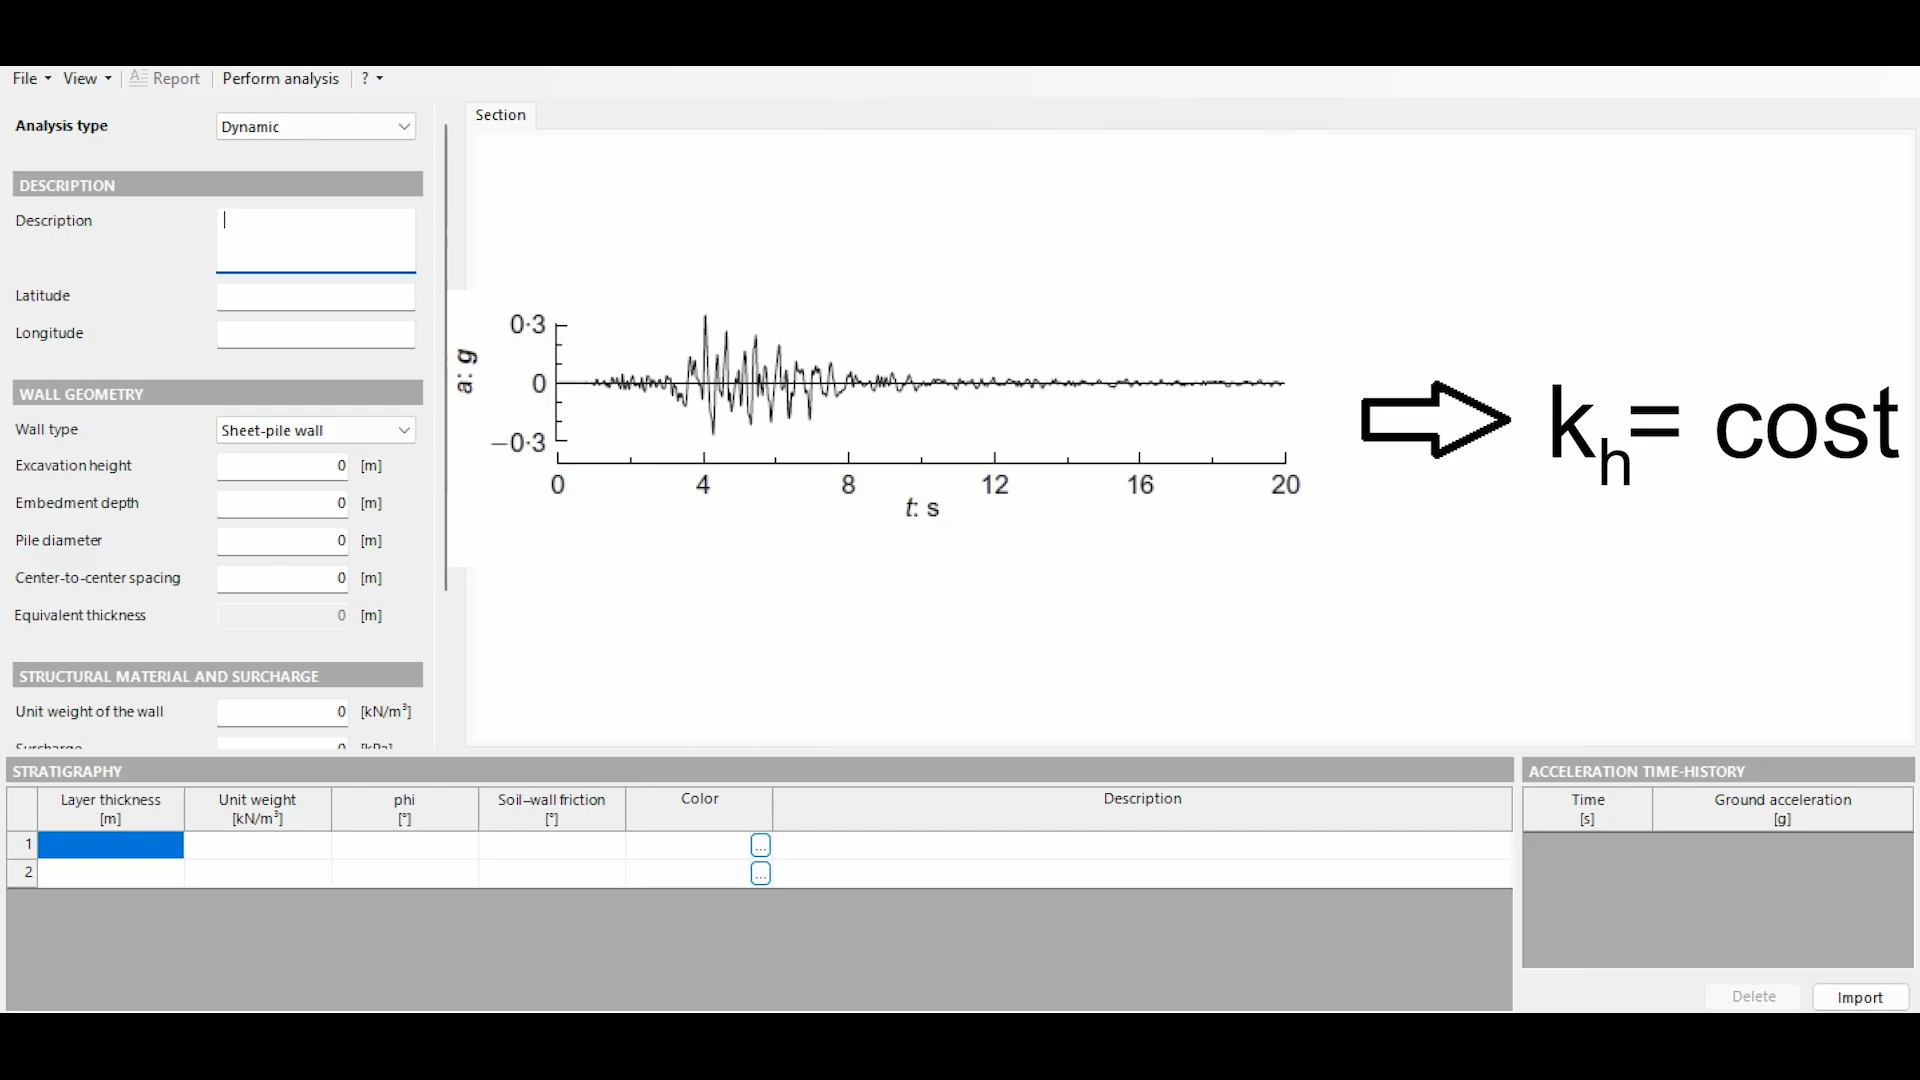 File View Report Perform analysis ?
Analysis type Dynamic
Section
DESCRIPTION
Description
Latitude
Longitude
WALL GEOMETRY
Wall type Sheet-pile wall
Excavation height 0 [m]
Embedment depth 0 [m]
Pile diameter 0 [m]
Center-to-center spacing 0 [m]
Equivalent thickness 0 [m]
STRUCTURAL MATERIAL AND SURCHARGE
Unit weight of the wall 0 [kN/m³]
Surcharge 0 [kPa]
a: g
0·3
0
−0·3
0 4 8 12 16 20
t: s
kh= cost
STRATIGRAPHY
Layer thickness [m] Unit weight [kN/m³] phi [°] Soil–wall friction [°] Color Description
1 ...
2 ...
ACCELERATION TIME-HISTORY
Time [s] Ground acceleration [g]
Delete Import